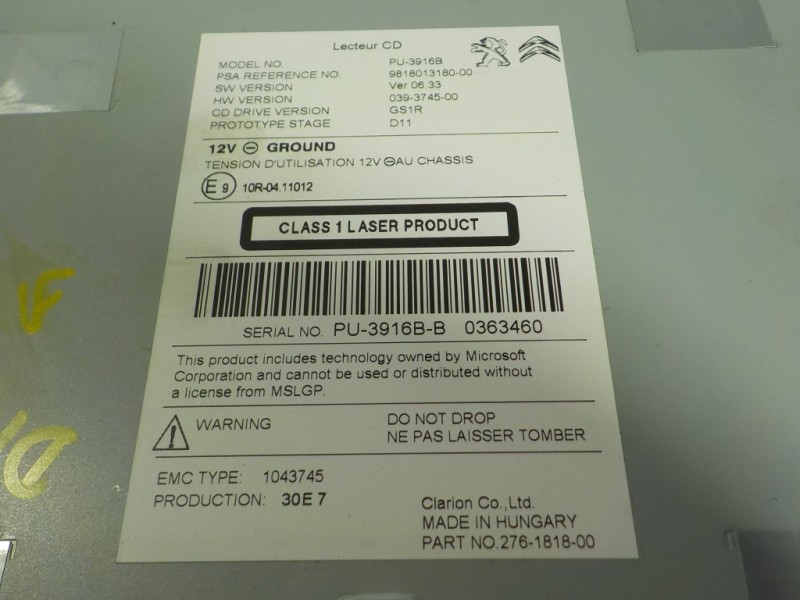 Lecteur CD
MODEL NO. PU-3916B
PSA REFERENCE NO. 9818013180-00
SW VERSION Ver 06.33
HW VERSION 039-3745-00
CD DRIVE VERSION GS1R
PROTOTYPE STAGE D11
12V ⊖ GROUND
TENSION D'UTILISATION 12V ⊖AU CHASSIS
E 9 10R-04.11012
CLASS 1 LASER PRODUCT
SERIAL NO. PU-3916B-B 0363460
This product includes technology owned by Microsoft
Corporation and cannot be used or distributed without
a license from MSLGP.
WARNING DO NOT DROP
NE PAS LAISSER TOMBER
EMC TYPE: 1043745
PRODUCTION: 30E 7
Clarion Co.,Ltd.
MADE IN HUNGARY
PART NO.276-1818-00